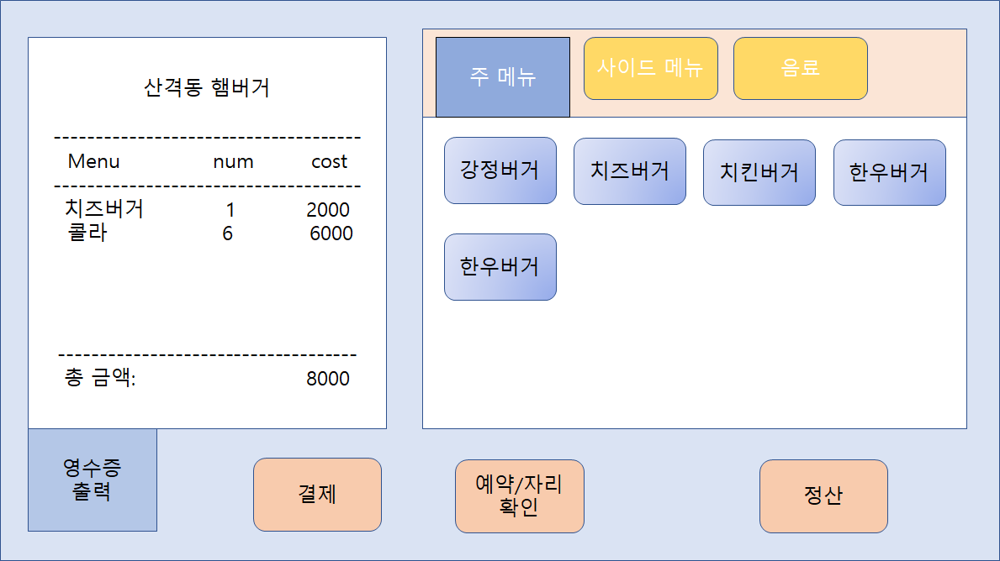 산격동 햄버거
------------------------------------
Menu num cost
------------------------------------
치즈버거 1 2000
콜라 6 6000
-----------------------------------
총 금액: 8000
영수증
출력
주 메뉴 사이드 메뉴 음료
강정버거 치즈버거 치킨버거 한우버거
한우버거
결제
예약/자리
확인
정산